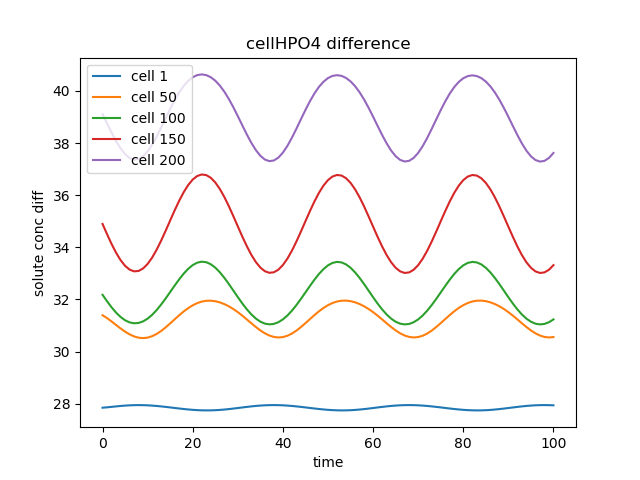 cellHPO4 difference
cell 1
cell 50
cell 100
cell 150
cell 200
solute conc diff
40
38
36
34
32
30
28
0 20 40 60 80 100
time